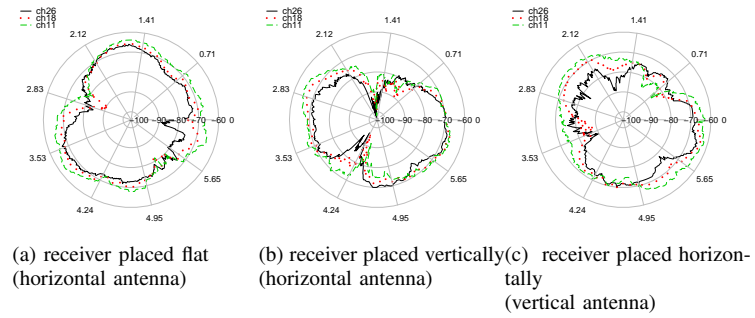 ch26
ch18
ch11
1.41
2.12
0.71
2.83
−100 −90 −80 −70 −60 0
3.53
5.65
4.24
4.95
ch26
ch18
ch11
1.41
2.12
0.71
2.83
−100 −90 −80 −70 −60 0
3.53
5.65
4.24
4.95
ch26
ch18
ch11
1.41
2.12
0.71
2.83
−100 −90 −80 −70 −60 0
3.53
5.65
4.24
4.95
(a) receiver placed flat
(horizontal antenna)
(b) receiver placed vertically
(horizontal antenna)
(c) receiver placed horizon-
tally
(vertical antenna)